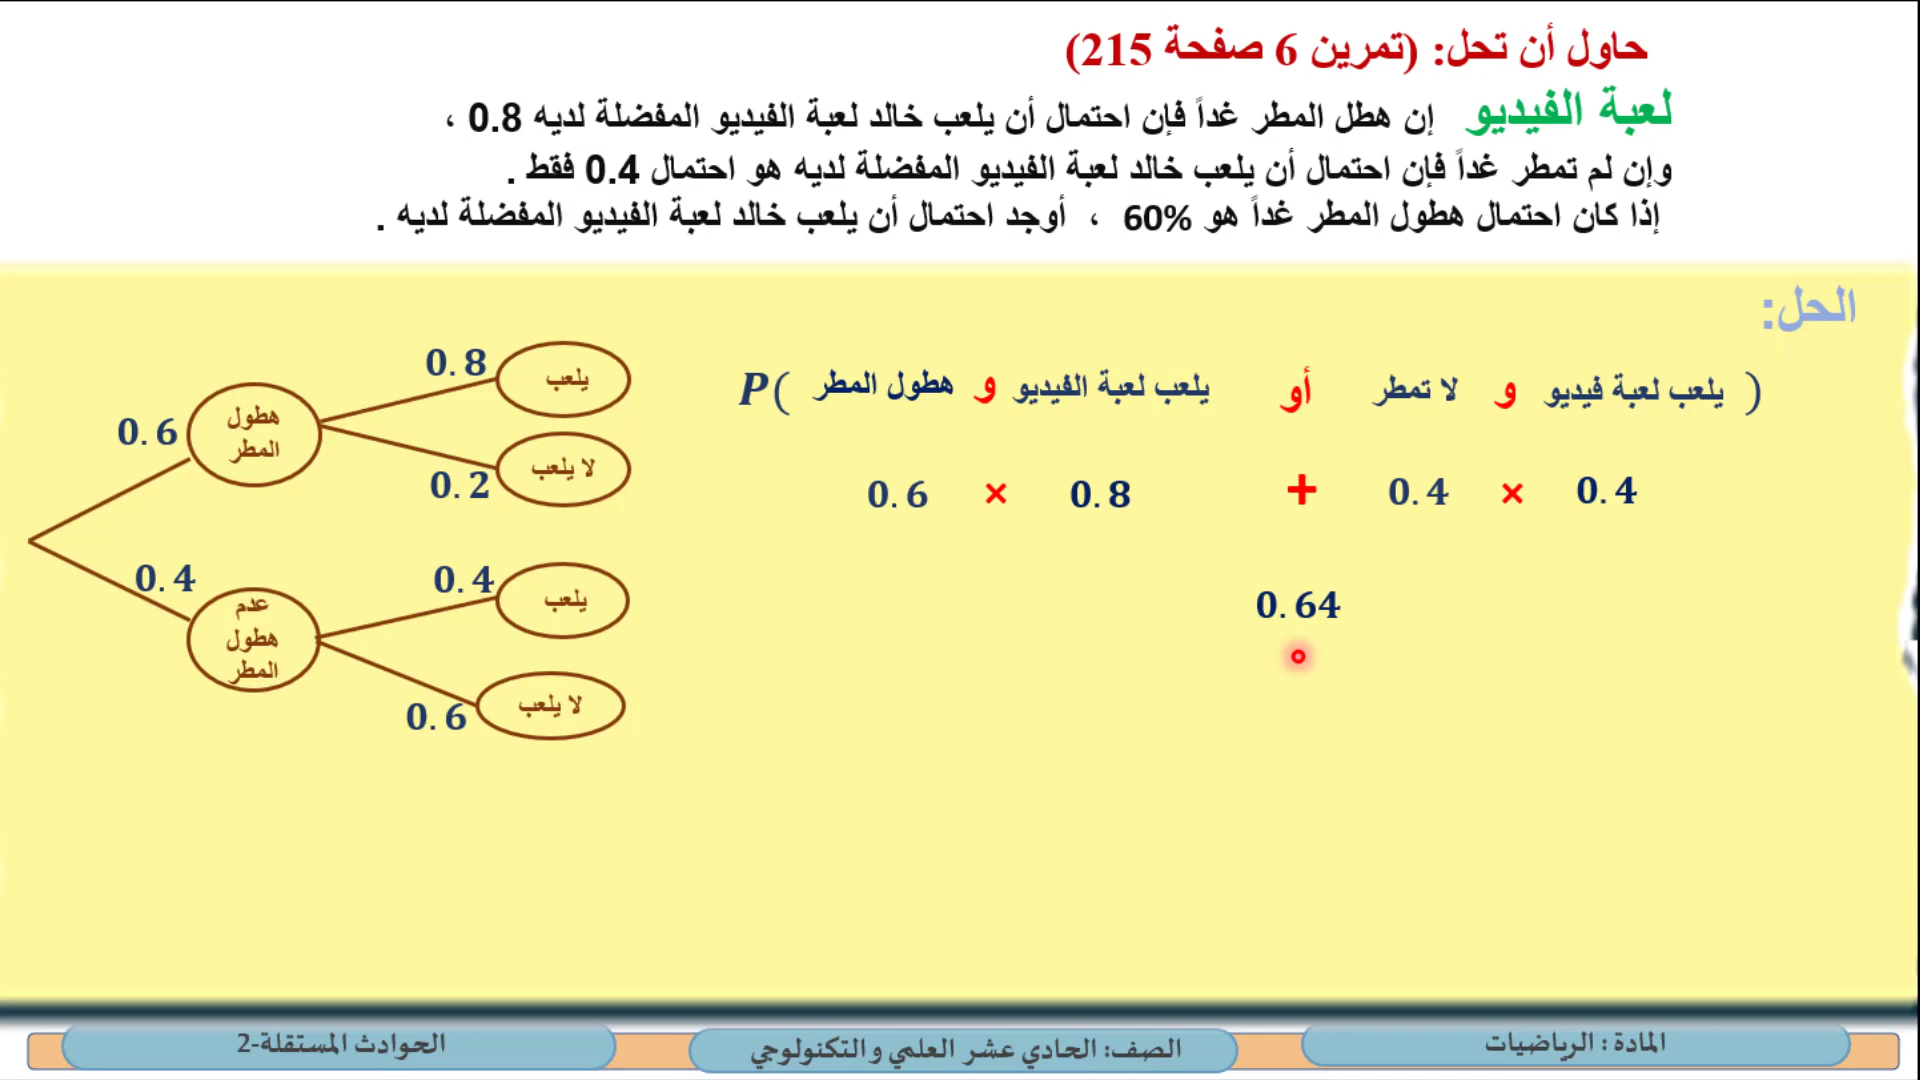 حاول أن تحل: (تمرين 6 صفحة 215)
لعبة الفيديو إن هطل المطر غداً فإن احتمال أن يلعب خالد لعبة الفيديو المفضلة لديه 0.8 ،
وإن لم تمطر غداً فإن احتمال أن يلعب خالد لعبة الفيديو المفضلة لديه هو احتمال 0.4 فقط .
إذا كان احتمال هطول المطر غداً هو 60% ، أوجد احتمال أن يلعب خالد لعبة الفيديو المفضلة لديه .
الحل:
P( هطول المطر و يلعب لعبة الفيديو أو لا تمطر و يلعب لعبة فيديو )
0.6 × 0.8 + 0.4 × 0.4
0.64
0.6
هطول
المطر
0.8
يلعب
0.2
لا يلعب
0.4
عدم
هطول
المطر
0.4
يلعب
0.6
لا يلعب
المادة : الرياضيات
الصف: الحادي عشر العلمي والتكنولوجي
الحوادث المستقلة-2